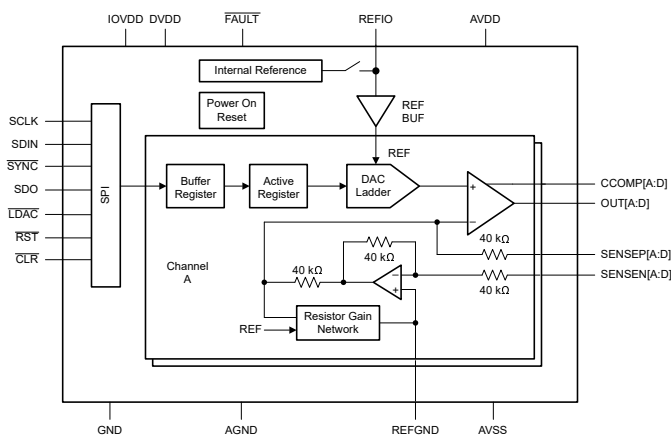 IOVDD DVDD FAULT REFIO AVDD
Internal Reference
Power On
Reset
REF
BUF
SCLK
SDIN
SYNC
SDO
LDAC
RST
CLR
SPI
REF
Buffer
Register
Active
Register
DAC
Ladder
+
−
CCOMP[A:D]
OUT[A:D]
SENSEP[A:D]
SENSEN[A:D]
40 kΩ
40 kΩ
40 kΩ
40 kΩ
−
+
Channel
A
Resistor Gain
Network
REF
GND AGND REFGND AVSS